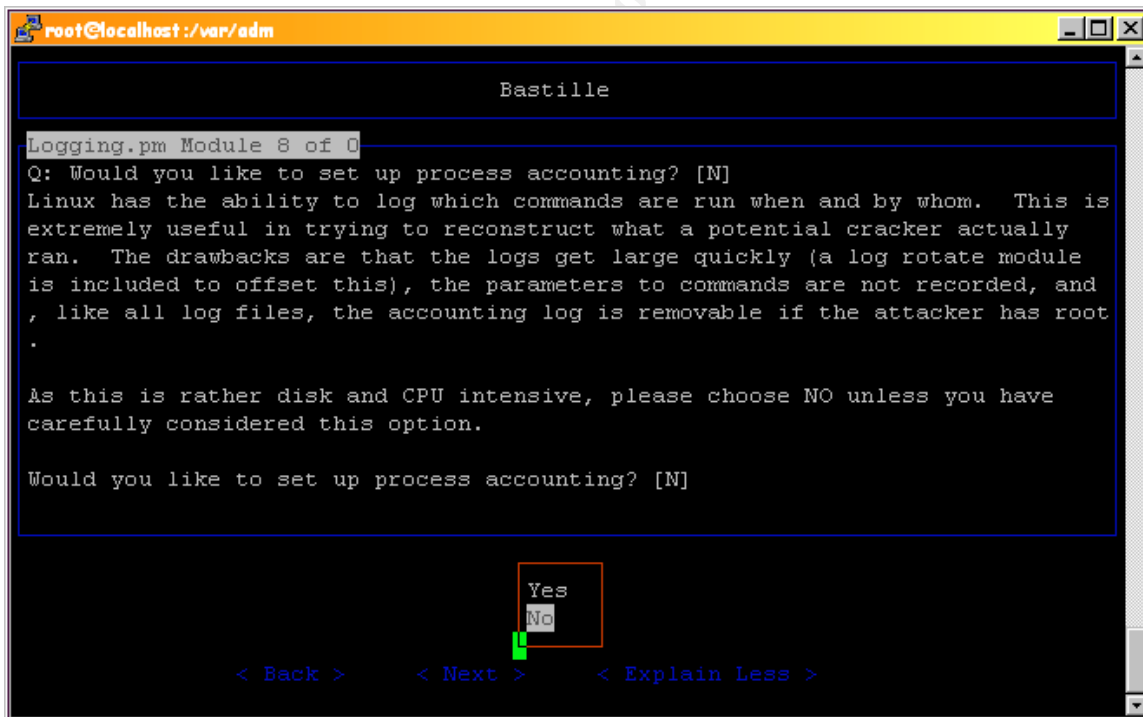 root@localhost:/var/adm
Bastille
Logging.pm Module 8 of 0
Q: Would you like to set up process accounting? [N]
Linux has the ability to log which commands are run when and by whom.  This is
extremely useful in trying to reconstruct what a potential cracker actually
ran.  The drawbacks are that the logs get large quickly (a log rotate module
is included to offset this), the parameters to commands are not recorded, and
, like all log files, the accounting log is removable if the attacker has root
.
As this is rather disk and CPU intensive, please choose NO unless you have
carefully considered this option.
Would you like to set up process accounting? [N]
Yes
No
< Back >    < Next >    < Explain Less >